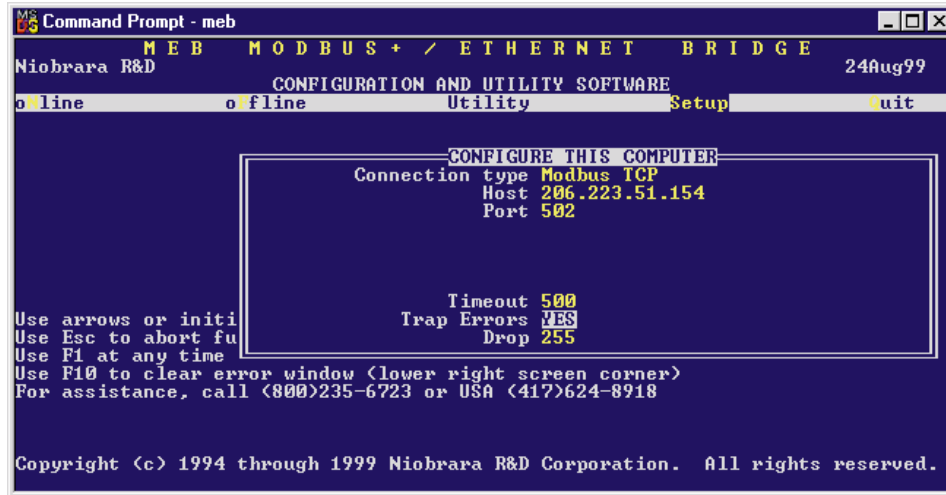 Command Prompt - meb
M E B   M O D B U S + / E T H E R N E T   B R I D G E
Niobrara R&D   24Aug99
CONFIGURATION AND UTILITY SOFTWARE
oNline   oFfline   Utility   Setup   Quit
CONFIGURE THIS COMPUTER
Connection type Modbus TCP
Host 206.223.51.154
Port 502
Timeout 500
Use arrows or initi   Trap Errors YES
Use Esc to abort fu   Drop 255
Use F1 at any time
Use F10 to clear error window (lower right screen corner)
For assistance, call (800)235-6723 or USA (417)624-8918
Copyright (c) 1994 through 1999 Niobrara R&D Corporation.  All rights reserved.